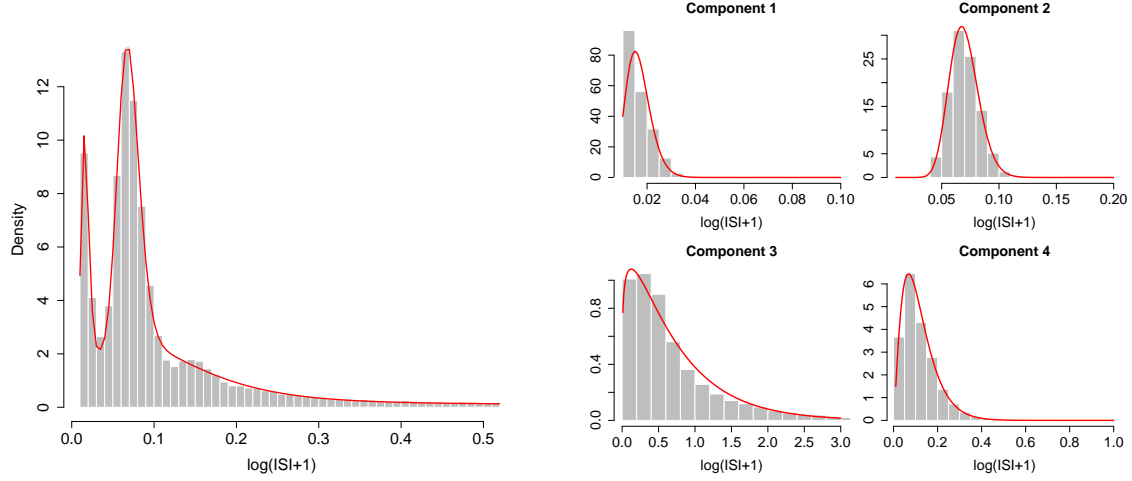 Density
12
10
8
6
4
2
0
0.0 0.1 0.2 0.3 0.4 0.5
log(ISI+1)
Component 1
80
60
40
20
0
0.02 0.04 0.06 0.08 0.10
log(ISI+1)
Component 2
25
15
5
0
0.05 0.10 0.15 0.20
log(ISI+1)
Component 3
0.8
0.4
0.0
0.0 0.5 1.0 1.5 2.0 2.5 3.0
log(ISI+1)
Component 4
6
5
4
3
2
1
0
0.0 0.2 0.4 0.6 0.8 1.0
log(ISI+1)